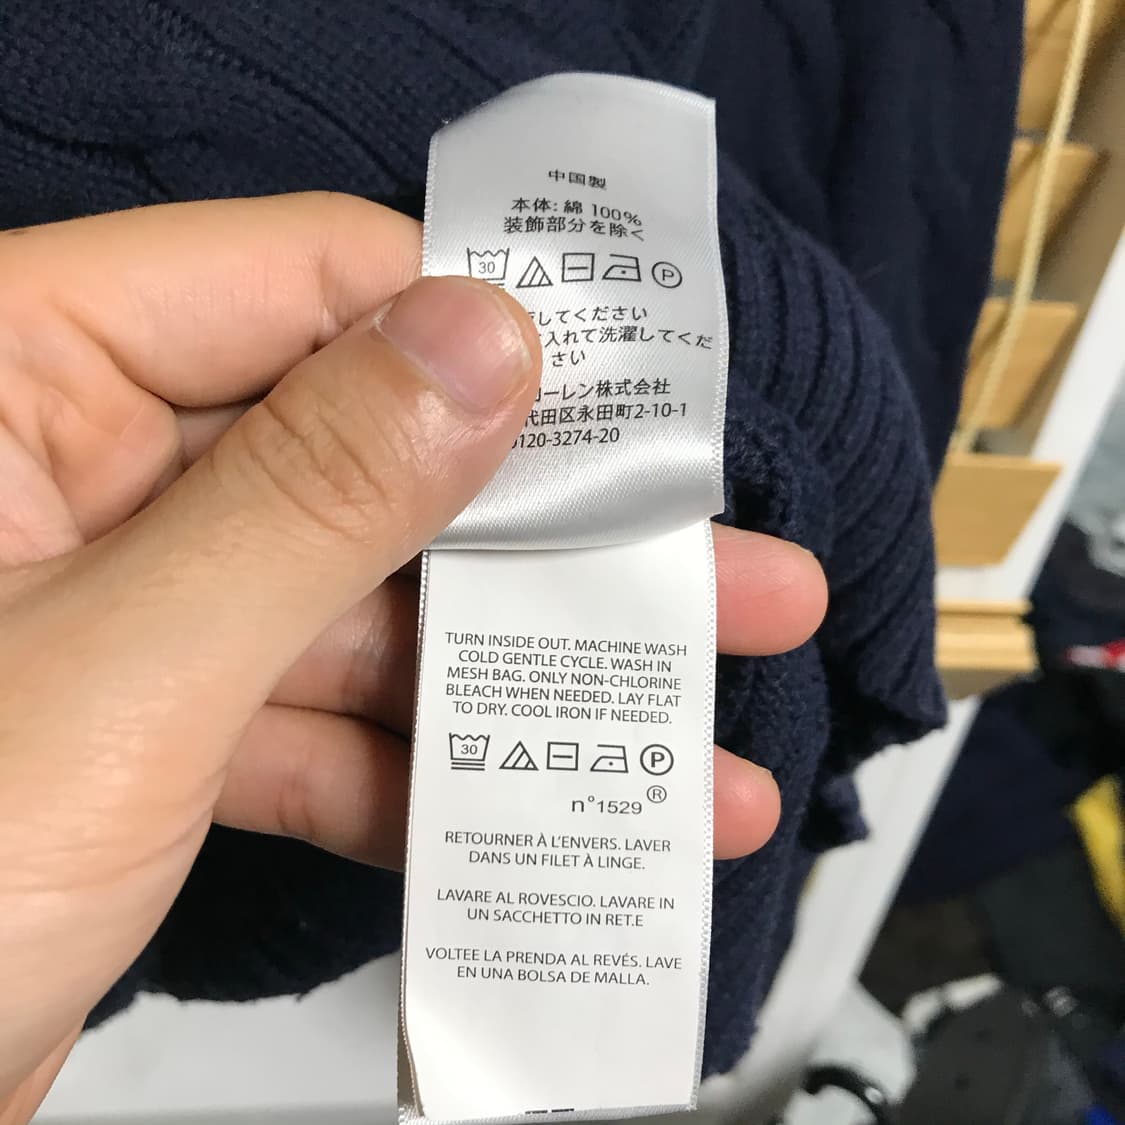 中国製
本体: 綿 100%
装飾部分を除く
30 P
してください
入れて洗濯してくだ
さい
ローレン株式会社
代田区永田町2-10-1
0120-3274-20
TURN INSIDE OUT. MACHINE WASH
COLD GENTLE CYCLE. WASH IN
MESH BAG. ONLY NON-CHLORINE
BLEACH WHEN NEEDED. LAY FLAT
TO DRY. COOL IRON IF NEEDED.
30 P
n°1529 ®
RETOURNER À L'ENVERS. LAVER
DANS UN FILET À LINGE.
LAVARE AL ROVESCIO. LAVARE IN
UN SACCHETTO IN RET.E
VOLTEE LA PRENDA AL REVÉS. LAVE
EN UNA BOLSA DE MALLA.